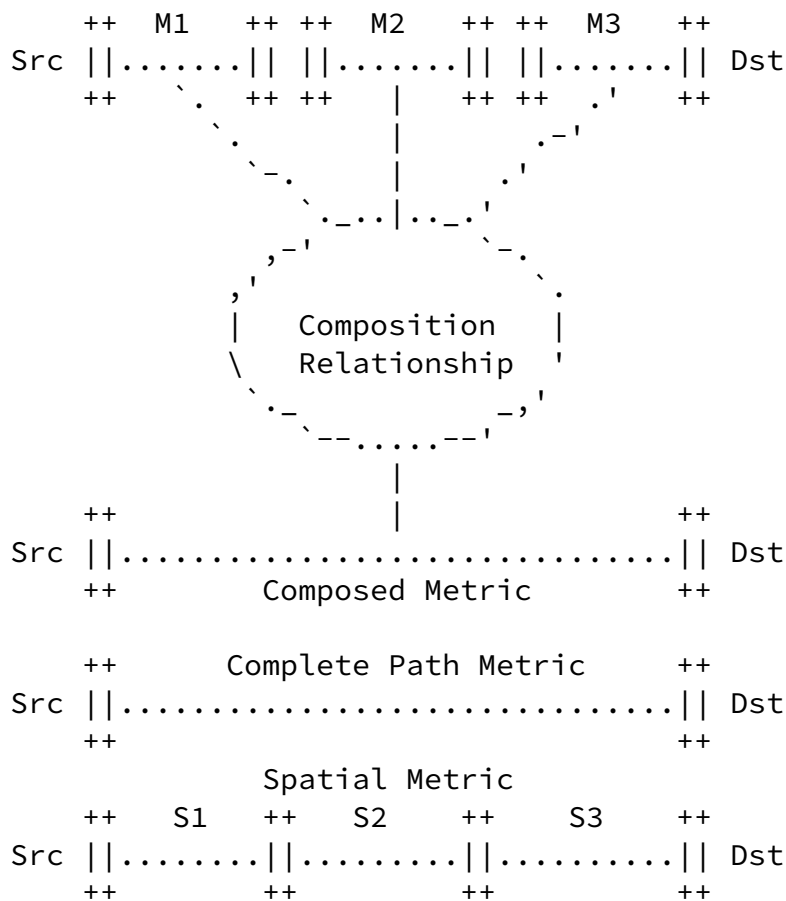 ++  M1   ++ ++  M2   ++ ++  M3   ++
Src ||.......|| ||.......|| ||.......|| Dst
    ++   `.  ++ ++   |   ++ ++   .'  ++
           `.        |       .-'
             `-.     |     .'
                `._..|.._.'
              ,-'         `-.
            ,'               `.
            |   Composition   |
            \   Relationship  '
             `._           _,'
                `--.....--'
                     |
    ++               |               ++
Src ||...............................|| Dst
    ++        Composed Metric        ++
    ++      Complete Path Metric     ++
Src ||...............................|| Dst
    ++                               ++
              Spatial Metric
    ++   S1   ++   S2    ++    S3    ++
Src ||........||.........||..........|| Dst
    ++        ++         ++          ++